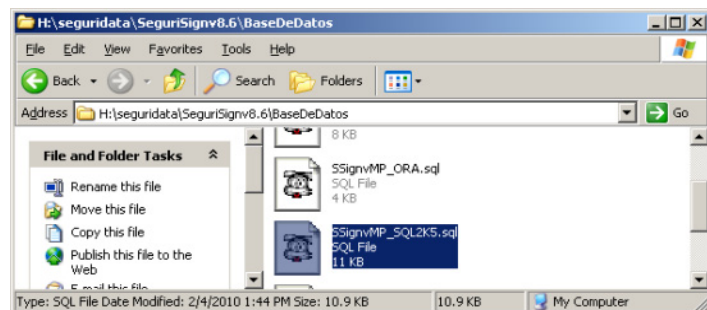 H:\seguridata\SeguriSignv8.6\BaseDeDatos
File Edit View Favorites Tools Help
Back Search Folders
Address H:\seguridata\SeguriSignv8.6\BaseDeDatos Go
File and Folder Tasks
Rename this file
Move this file
Copy this file
Publish this file to the
Web
E-mail this file
8 KB
SSignvMP_ORA.sql
SQL File
4 KB
SSignvMP_SQL2K5.sql
SQL File
11 KB
Type: SQL File Date Modified: 2/4/2010 1:44 PM Size: 10.9 KB 10.9 KB My Computer